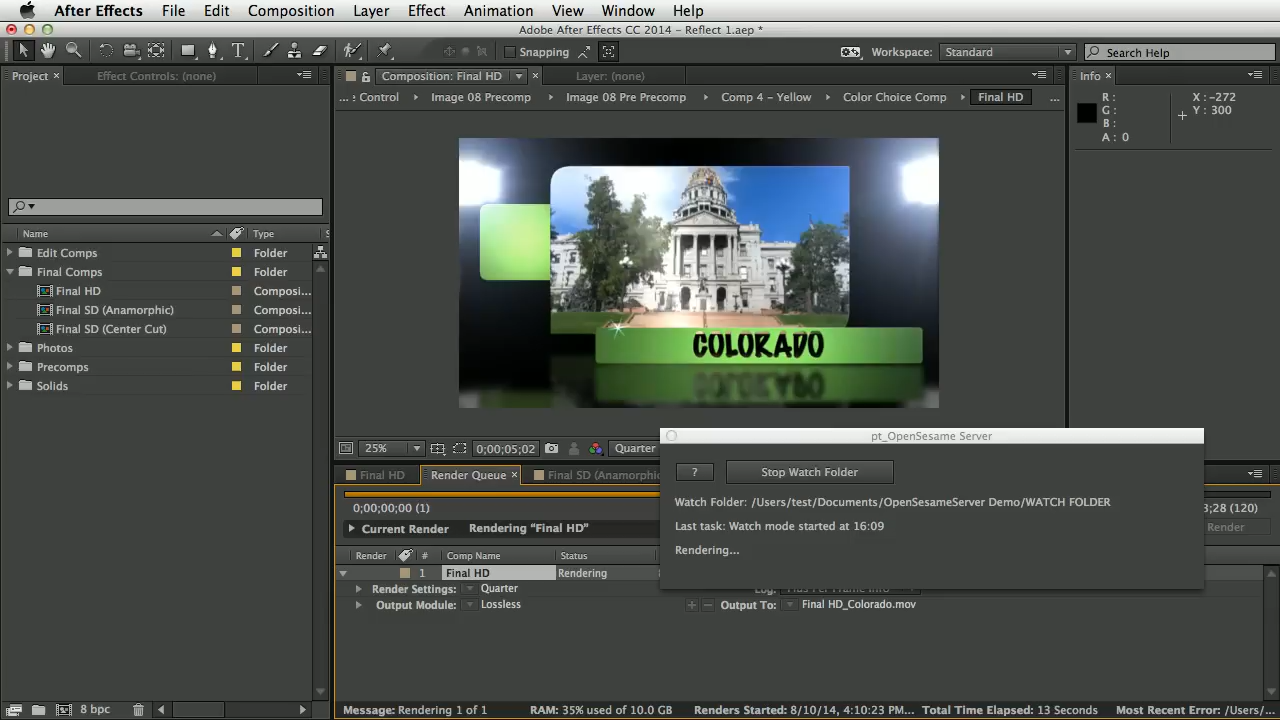 After Effects File Edit Composition Layer Effect Animation View Window Help
Adobe After Effects CC 2014 - Reflect 1.aep *
Snapping Workspace: Standard Search Help
Project Effect Controls: (none) Composition: Final HD Layer: (none) Info
... e Control Image 08 Precomp Image 08 Pre Precomp Comp 4 - Yellow Color Choice Comp Final HD ...
R : X : -272
G : Y : 300
B :
A : 0
Name Type S
Edit Comps Folder
Final Comps Folder
Final HD Composi...
Final SD (Anamorphic) Composi...
Final SD (Center Cut) Composi...
Photos Folder
Precomps Folder
Solids Folder
COLORADO
25% 0;00;05;02 Quarter
pt_OpenSesame Server
? Stop Watch Folder
Watch Folder: /Users/test/Documents/OpenSesameServer Demo/WATCH FOLDER
Last task: Watch mode started at 16:09
Rendering...
Final HD Render Queue Final SD (Anamorphic
0;00;00;00 (1) 3;28 (120)
Current Render Rendering “Final HD” Render
Render # Comp Name Status
1 Final HD Rendering
Render Settings: Quarter Log: Plus Per Frame Info
Output Module: Lossless Output To: Final HD_Colorado.mov
8 bpc
Message: Rendering 1 of 1 RAM: 35% used of 10.0 GB Renders Started: 8/10/14, 4:10:23 PM... Total Time Elapsed: 13 Seconds Most Recent Error: /Users/...